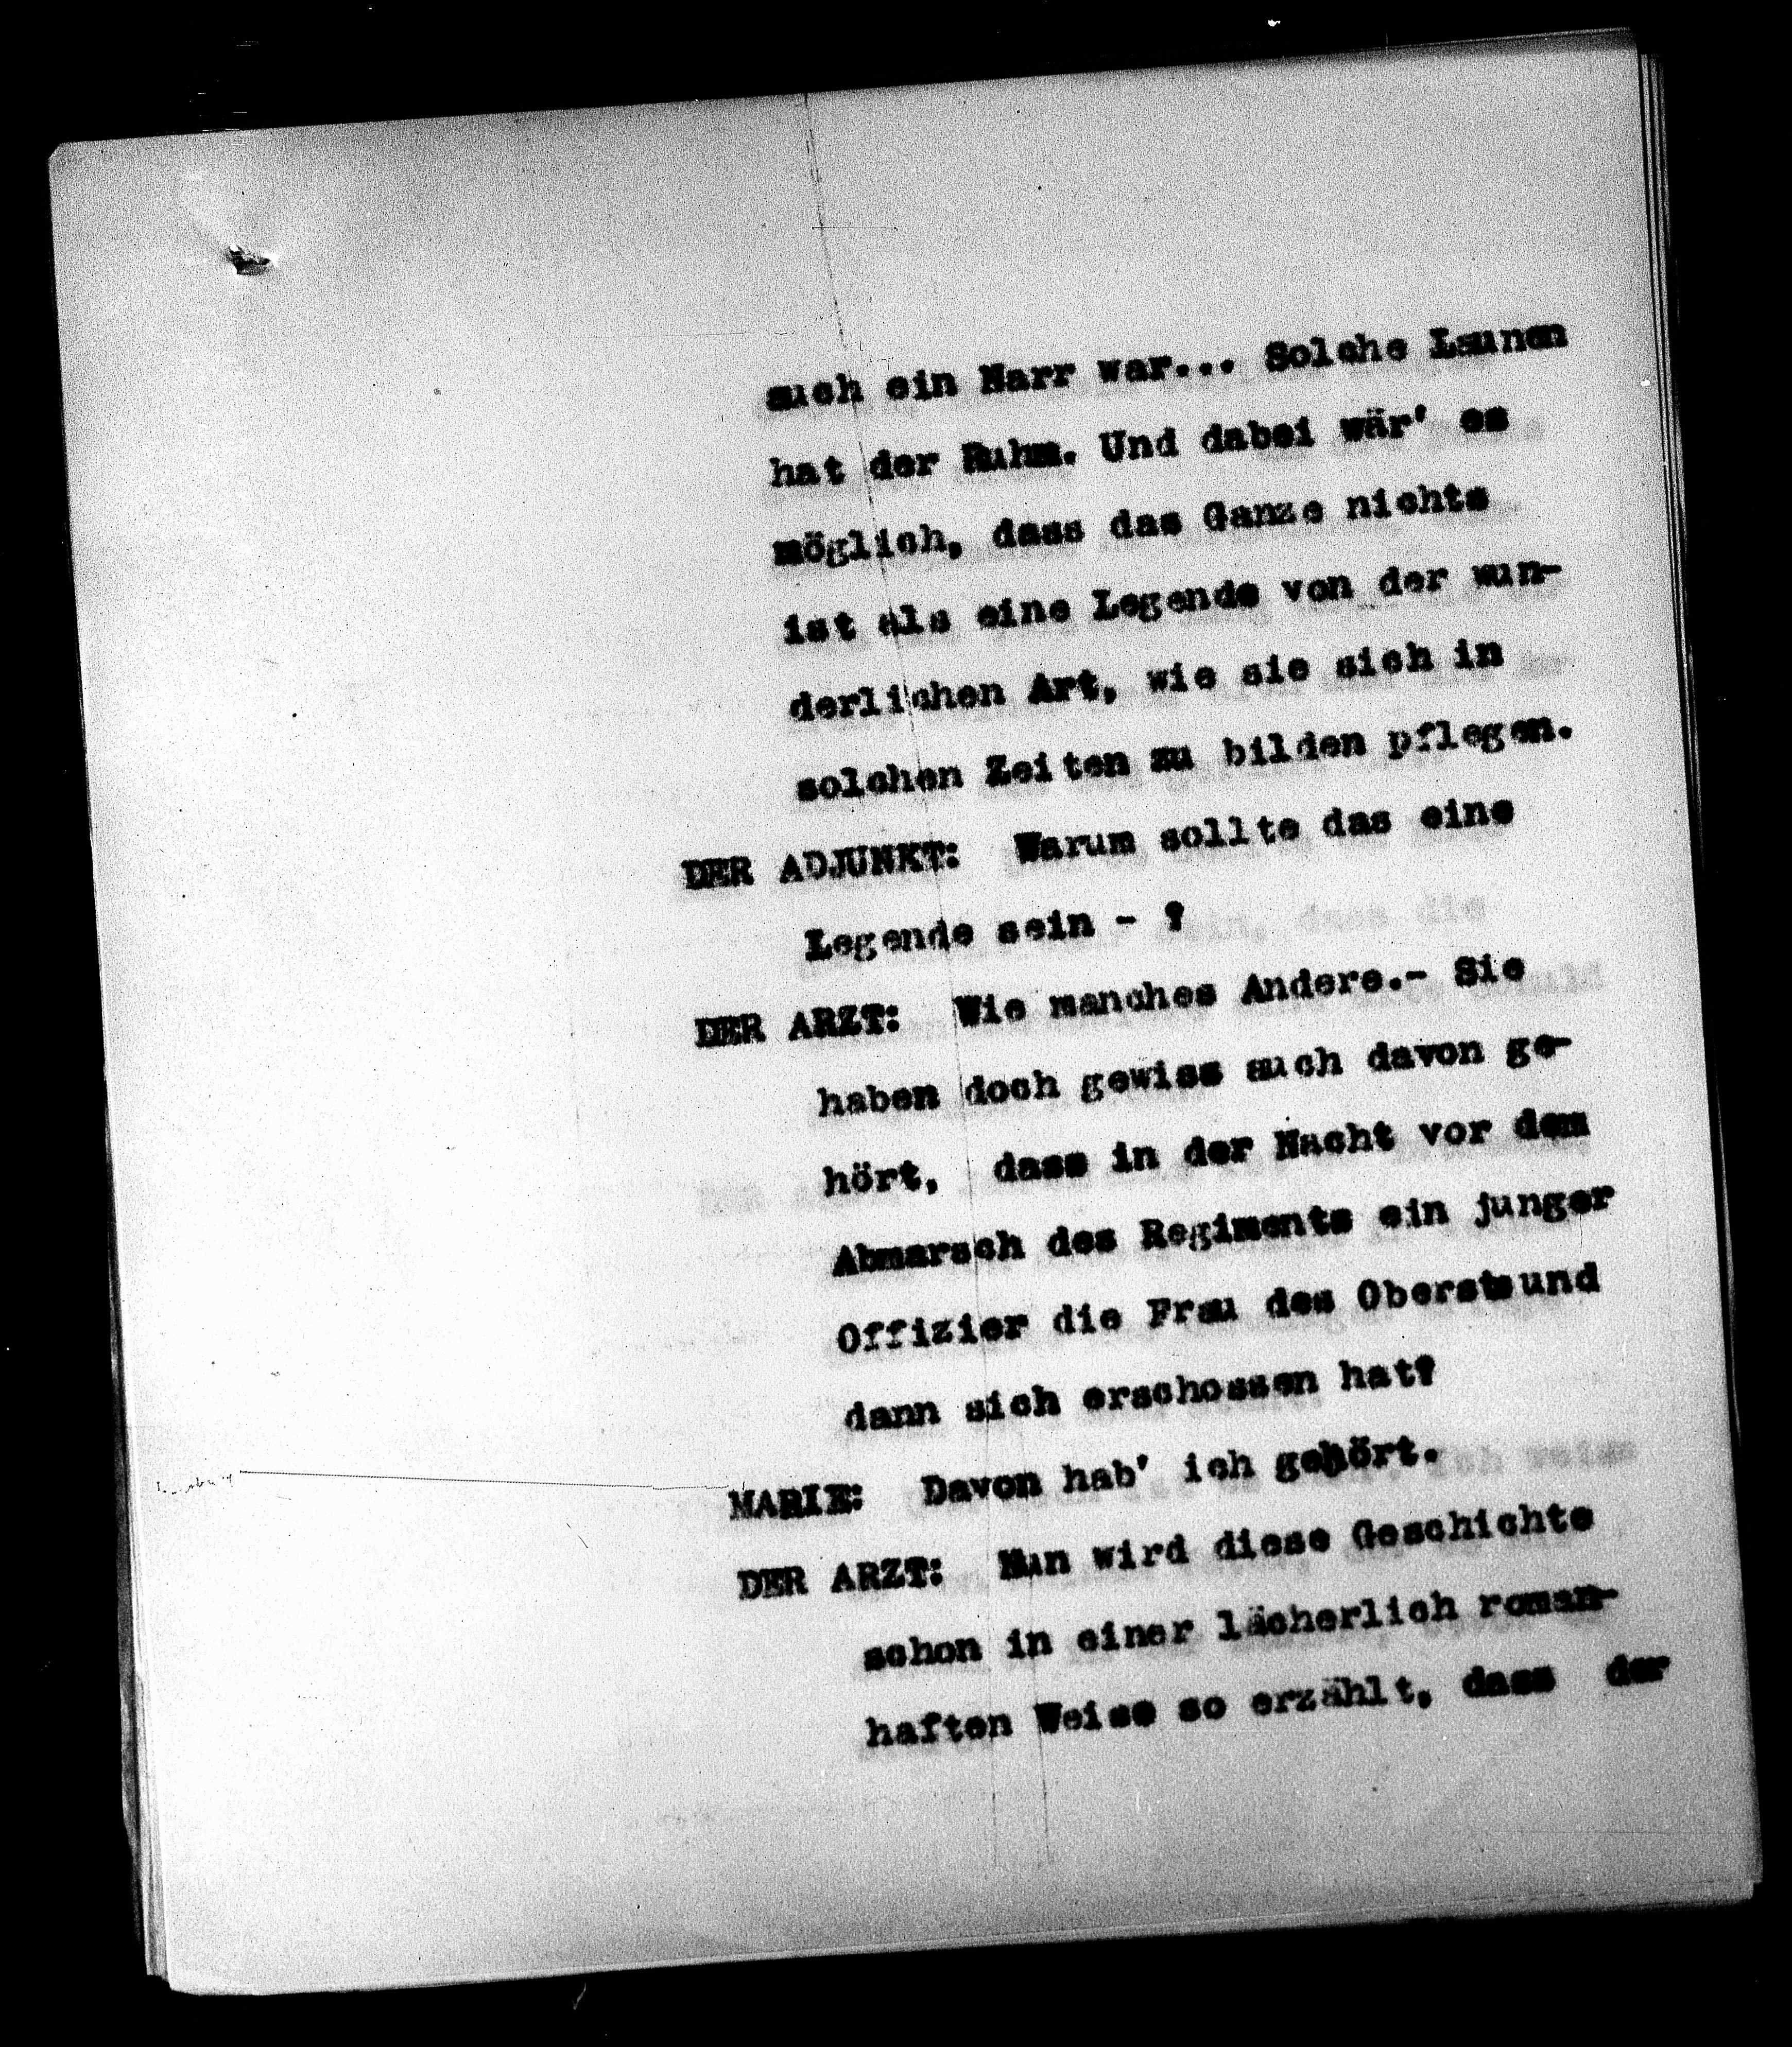 auch ein Narr war... Solche Launen
hat der Ruhm. Und dabei wär' es
möglich, dass das Ganze nichts
ist als eine Legende von der wun-
derlichen Art, wie sie sich in
solchen Zeiten zu bilden pflegen.
DER ADJUNKT: Warum sollte das eine
Legende sein - ?
DER ARZT: Wie manches Andere.- Sie
haben doch gewiss auch davon ge-
hört, dass in der Nacht vor dem
Abmarsch des Regiments ein junger
Offizier die Frau des Obersts und
dann sich erschossen hat?
MARIE: Davon hab' ich gehört.
DER ARZT: Nun wird diese Geschichte
schon in einer lächerlich roman-
haften Weise so erzählt, dass der